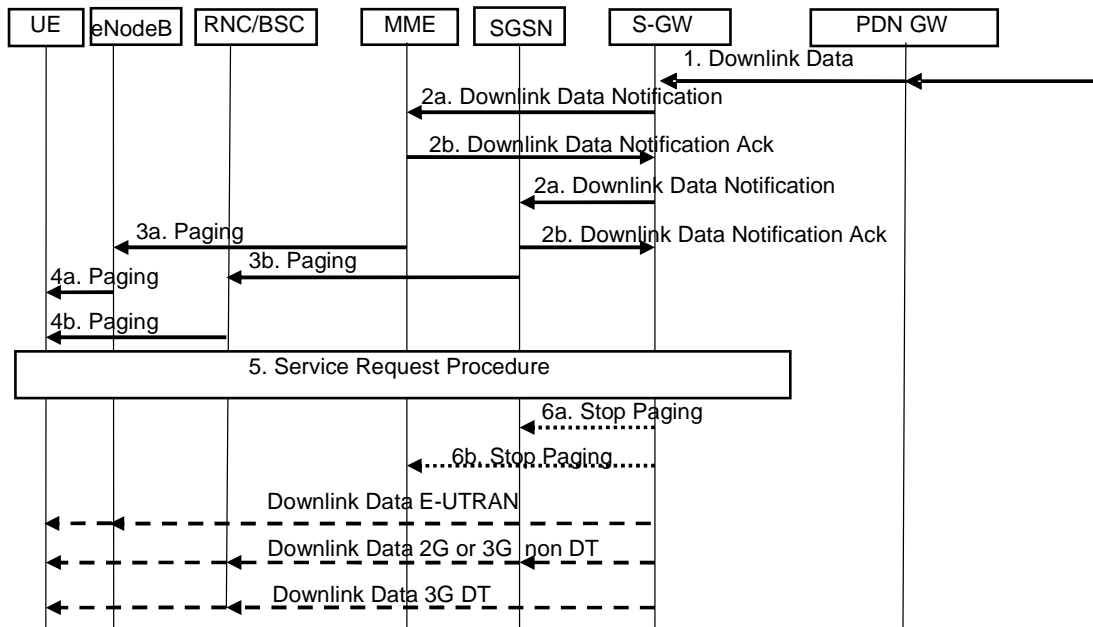 UE
eNodeB
RNC/BSC
MME
SGSN
S-GW
PDN GW
1. Downlink Data
2a. Downlink Data Notification
2b. Downlink Data Notification Ack
2a. Downlink Data Notification
3a. Paging
2b. Downlink Data Notification Ack
3b. Paging
4a. Paging
4b. Paging
5. Service Request Procedure
6a. Stop Paging
6b. Stop Paging
Downlink Data E-UTRAN
Downlink Data 2G or 3G non DT
Downlink Data 3G DT